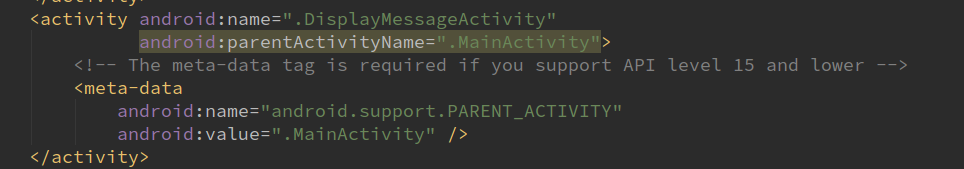 </activity>
<activity android:name=".DisplayMessageActivity"
android:parentActivityName=".MainActivity">
<!-- The meta-data tag is required if you support API level 15 and lower -->
<meta-data
android:name="android.support.PARENT_ACTIVITY"
android:value=".MainActivity" />
</activity>